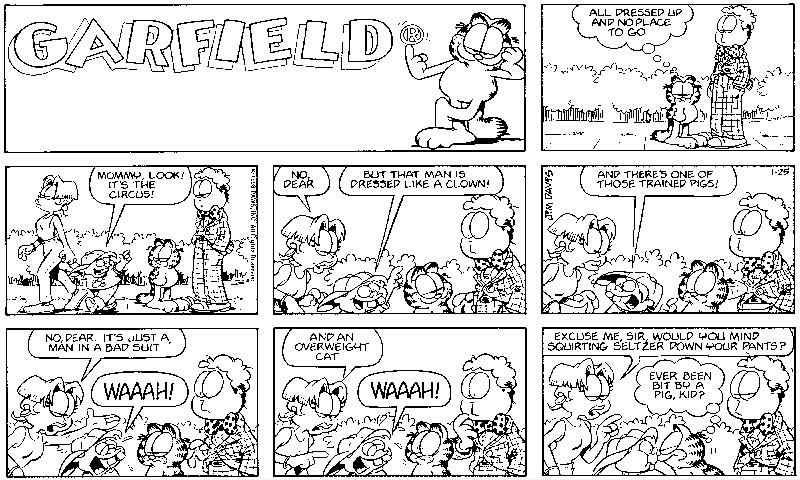 GARFIELD
®
ALL DRESSED UP
AND NO PLACE
TO GO
MOMMY, LOOK!
IT'S THE
CIRCUS!
NO,
DEAR
BUT THAT MAN IS
DRESSED LIKE A CLOWN!
JIM DAVIS
AND THERE'S ONE OF
THOSE TRAINED PIGS!
1-25
NO, DEAR. IT'S JUST A
MAN IN A BAD SUIT
WAAAH!
AND AN
OVERWEIGHT
CAT
WAAAH!
EXCUSE ME, SIR, WOULD YOU MIND
SQUIRTING SELTZER DOWN YOUR PANTS?
EVER BEEN
BIT BY A
PIG, KID?